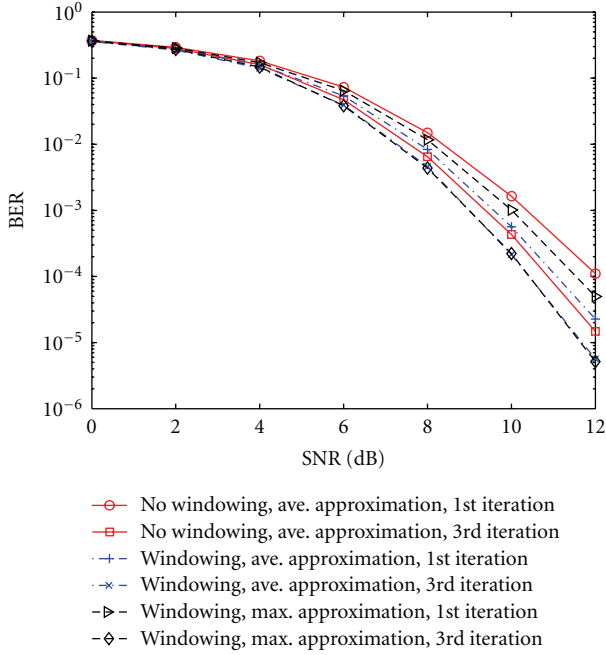 10^0
10^-1
10^-2
10^-3
10^-4
10^-5
10^-6
BER
0 2 4 6 8 10 12
SNR (dB)
No windowing, ave. approximation, 1st iteration
No windowing, ave. approximation, 3rd iteration
Windowing, ave. approximation, 1st iteration
Windowing, ave. approximation, 3rd iteration
Windowing, max. approximation, 1st iteration
Windowing, max. approximation, 3rd iteration